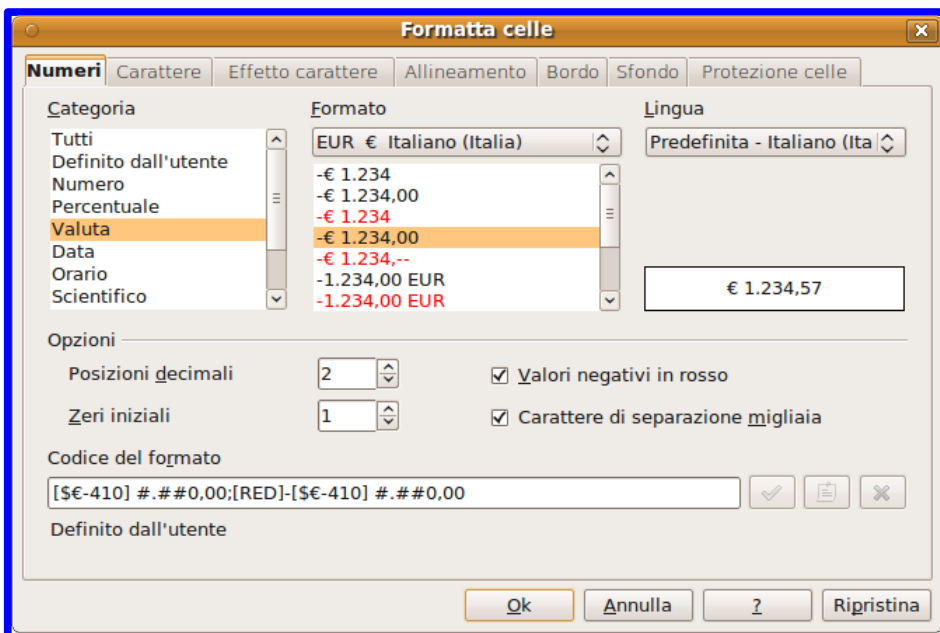 Formatta celle
Numeri Carattere Effetto carattere Allineamento Bordo Sfondo Protezione celle
Categoria
Tutti
Definito dall'utente
Numero
Percentuale
Valuta
Data
Orario
Scientifico
Formato
EUR € Italiano (Italia)
-€ 1.234
-€ 1.234,00
-€ 1.234
-€ 1.234,00
-€ 1.234,--
-1.234,00 EUR
-1.234,00 EUR
Lingua
Predefinita - Italiano (Ita
€ 1.234,57
Opzioni
Posizioni decimali 2
Valori negativi in rosso
Zeri iniziali 1
Carattere di separazione migliaia
Codice del formato
[$€-410] #.##0,00;[RED]-[$€-410] #.##0,00
Definito dall'utente
Ok Annulla ? Ripristina